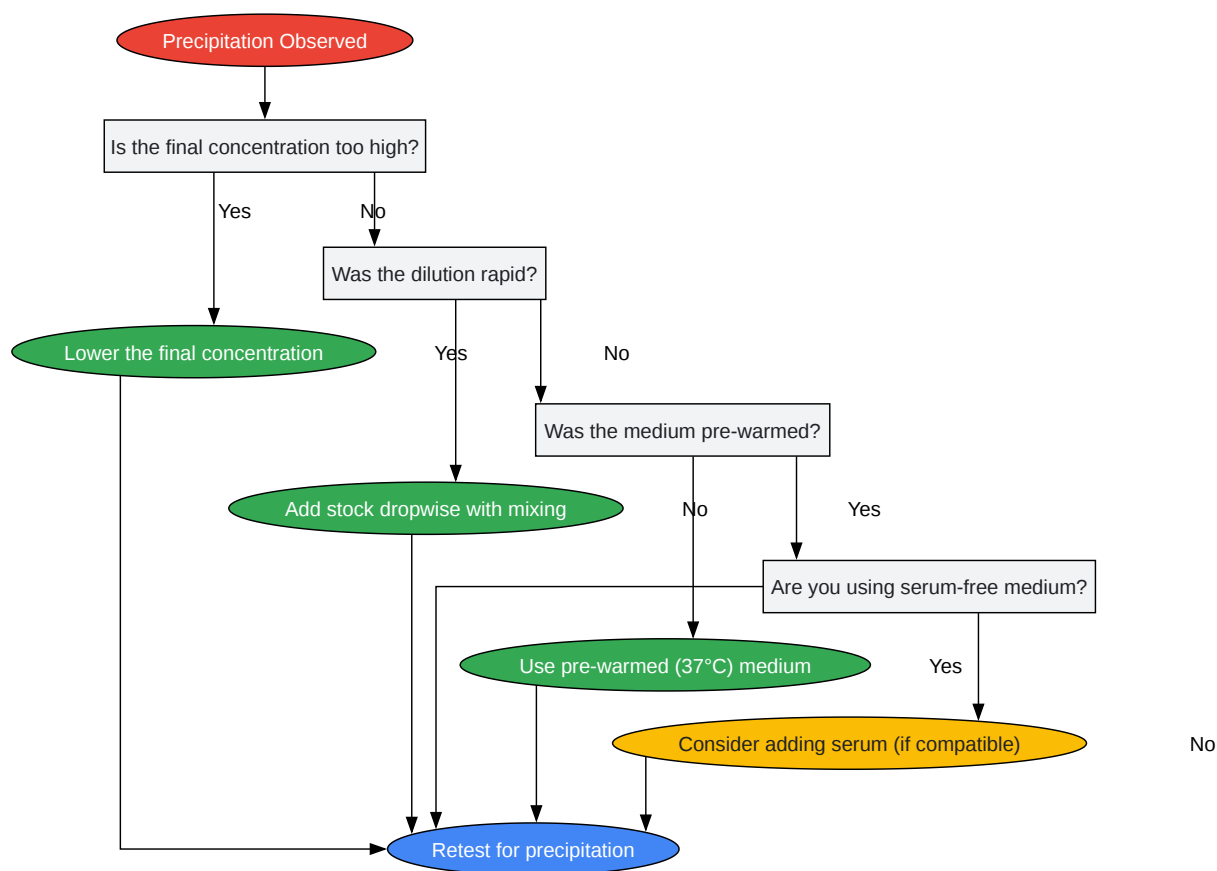 Precipitation Observed
Is the final concentration too high?
Yes
No
Was the dilution rapid?
Lower the final concentration
Yes
No
Was the medium pre-warmed?
Add stock dropwise with mixing
No
Yes
Are you using serum-free medium?
Use pre-warmed (37°C) medium
Yes
Consider adding serum (if compatible)
No
Retest for precipitation